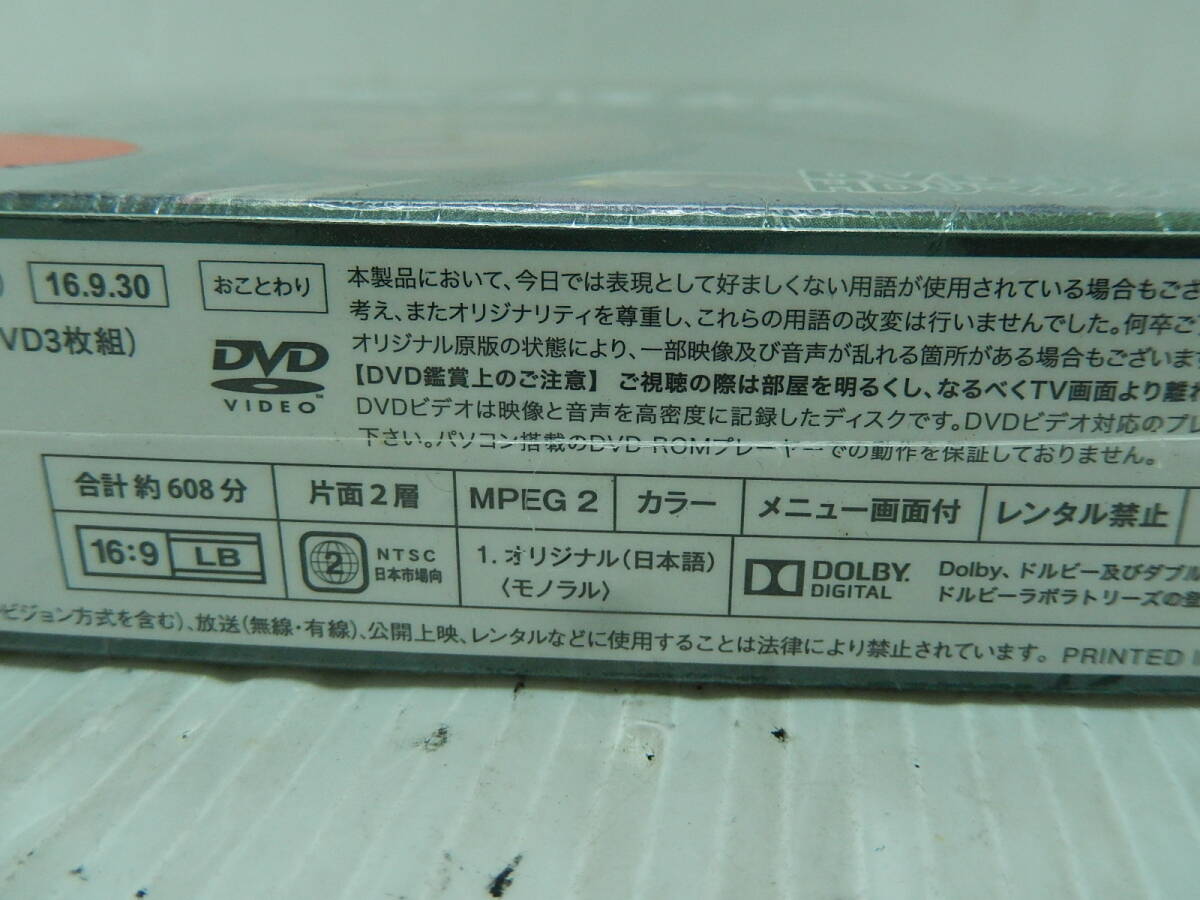 16.9.30
おことわり
本製品において、今日では表現として好ましくない用語が使用されている場合もござ
考え、またオリジナリティを尊重し、これらの用語の改変は行いませんでした。何卒ご
VD3枚組)
オリジナル原版の状態により、一部映像及び音声が乱れる箇所がある場合もございます
【DVD鑑賞上のご注意】 ご視聴の際は部屋を明るくし、なるべくTV画面より離れ
DVD VIDEO™
DVDビデオは映像と音声を高密度に記録したディスクです。DVDビデオ対応のプレ
下さい。パソコン搭載のDVD-ROMプレーヤーでの動作を保証しておりません。
合計 約 608 分 片面2層 MPEG 2 カラー メニュー画面付 レンタル禁止
16:9 LB 2 NTSC 日本市場向 1. オリジナル(日本語) 〈モノラル〉 DOLBY. DIGITAL
Dolby、ドルビー及びダブル
ドルビーラボラトリーズの登
ビジョン方式を含む)、放送(無線・有線)、公開上映、レンタルなどに使用することは法律により禁止されています。 PRINTED